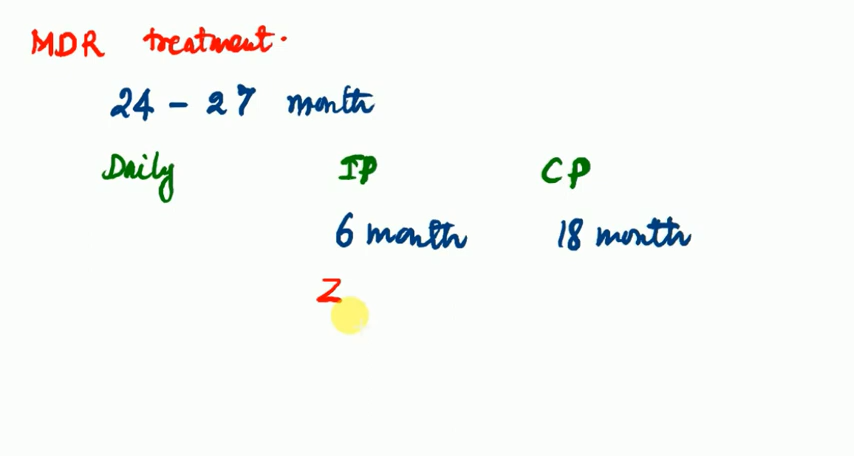 MDR treatment.
24 - 27 month
Daily IP CP
6 month 18 month
Z